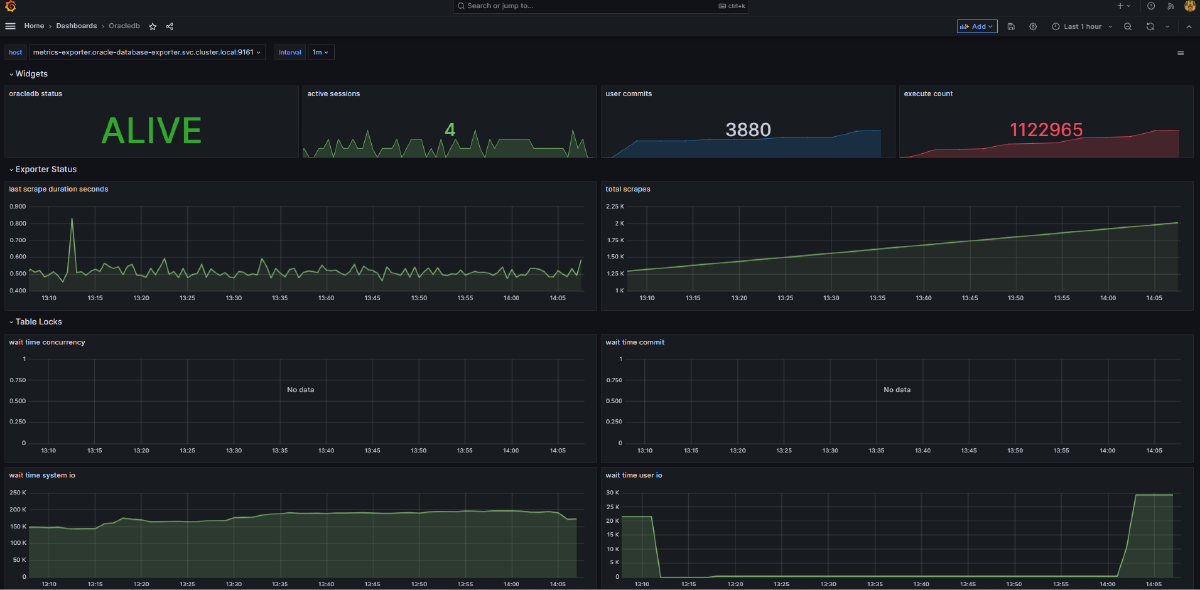 Search or jump to... ctrl+k
Home › Dashboards › Oracledb
Add
Last 1 hour
host metrics-exporter.oracle-database-exporter.svc.cluster.local:9161 Interval 1m
Widgets
oracledb status
ALIVE
active sessions
4
user commits
3880
execute count
1122965
Exporter Status
last scrape duration seconds
0.900
0.800
0.700
0.600
0.500
0.400
13:10 13:15 13:20 13:25 13:30 13:35 13:40 13:45 13:50 13:55 14:00 14:05
total scrapes
2.25 K
2 K
1.75 K
1.50 K
1.25 K
1 K
13:10 13:15 13:20 13:25 13:30 13:35 13:40 13:45 13:50 13:55 14:00 14:05
Table Locks
wait time concurrency
1
0.750
0.500
0.250
0
No data
13:10 13:15 13:20 13:25 13:30 13:35 13:40 13:45 13:50 13:55 14:00 14:05
wait time commit
1
0.750
0.500
0.250
0
No data
13:10 13:15 13:20 13:25 13:30 13:35 13:40 13:45 13:50 13:55 14:00 14:05
wait time system io
250 K
200 K
150 K
100 K
50 K
0
13:10 13:15 13:20 13:25 13:30 13:35 13:40 13:45 13:50 13:55 14:00 14:05
wait time user io
30 K
25 K
20 K
15 K
10 K
5 K
0
13:10 13:15 13:20 13:25 13:30 13:35 13:40 13:45 13:50 13:55 14:00 14:05